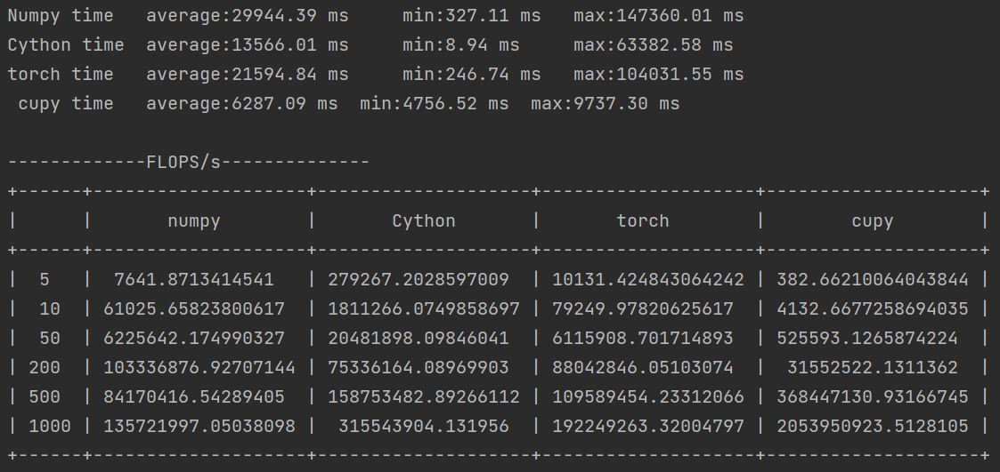 Numpy time   average:29944.39 ms     min:327.11 ms   max:147360.01 ms
Cython time  average:13566.01 ms     min:8.94 ms     max:63382.58 ms
torch time   average:21594.84 ms     min:246.74 ms   max:104031.55 ms
 cupy time   average:6287.09 ms  min:4756.52 ms  max:9737.30 ms

-------------FLOPS/s--------------
+------+--------------------+--------------------+--------------------+--------------------+
|      |       numpy        |       Cython       |       torch        |        cupy        |
+------+--------------------+--------------------+--------------------+--------------------+
|  5   |  7641.8713414541   | 279267.2028597009  | 10131.424843064242 | 382.66210064043844 |
|  10  | 61025.65823800617  | 1811266.0749858697 | 79249.97820625617  | 4132.6677258694035 |
|  50  | 6225642.174990327  | 20481898.09846041  | 6115908.701714893  | 525593.1265874224  |
| 200  | 103336876.92707144 | 75336164.08969903  | 88042846.05103074  |  31552522.1311362  |
| 500  | 84170416.54289405  | 158753482.89266112 | 109589454.23312066 | 368447130.93166745 |
| 1000 | 135721997.05038098 |  315543904.131956  | 192249263.32004797 | 2053950923.5128105 |
+------+--------------------+--------------------+--------------------+--------------------+